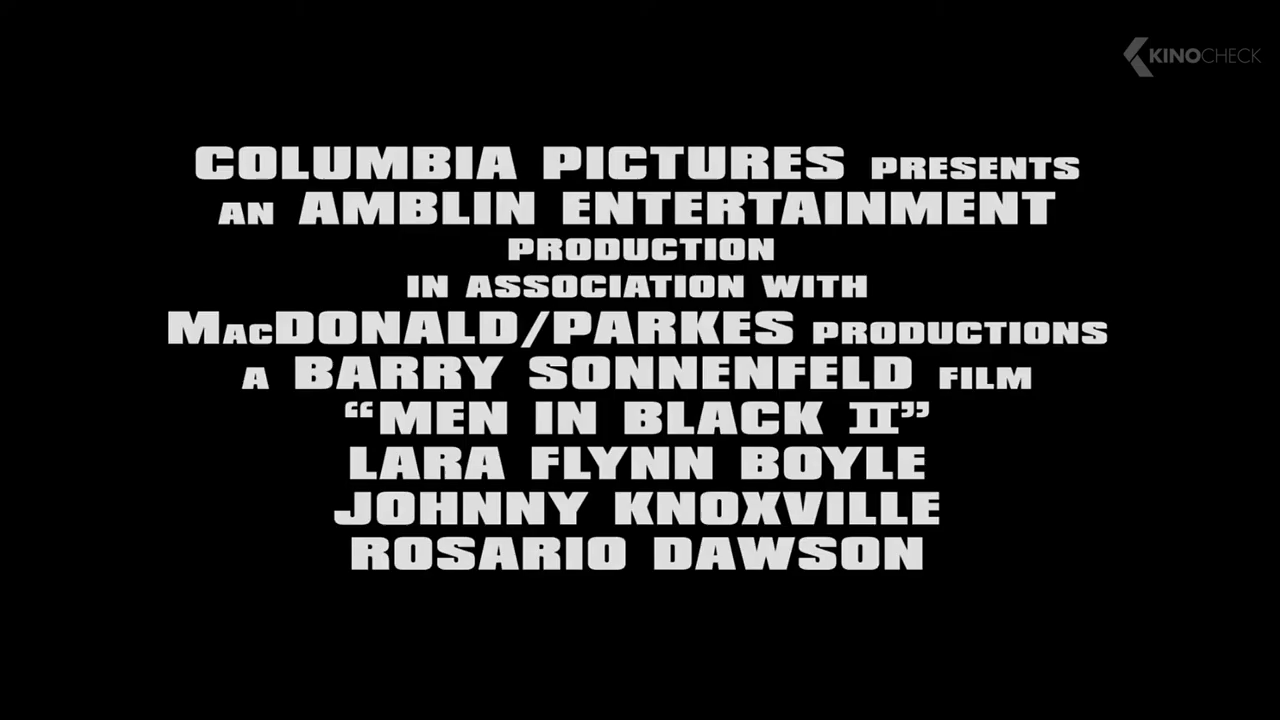 KINOCHECK
COLUMBIA PICTURES PRESENTS
AN AMBLIN ENTERTAINMENT
PRODUCTION
IN ASSOCIATION WITH
MACDONALD/PARKES PRODUCTIONS
A BARRY SONNENFELD FILM
“MEN IN BLACK II”
LARA FLYNN BOYLE
JOHNNY KNOXVILLE
ROSARIO DAWSON